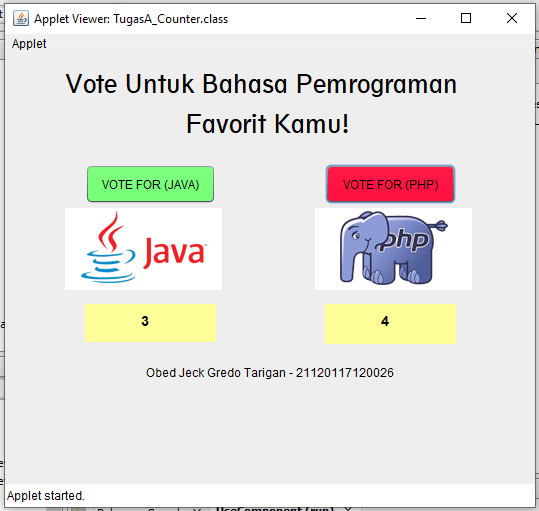 Applet Viewer: TugasA_Counter.class
Applet
Vote Untuk Bahasa Pemrograman
Favorit Kamu!
VOTE FOR (JAVA)
VOTE FOR (PHP)
Java
php
3
4
Obed Jeck Gredo Tarigan - 21120117120026
Applet started.